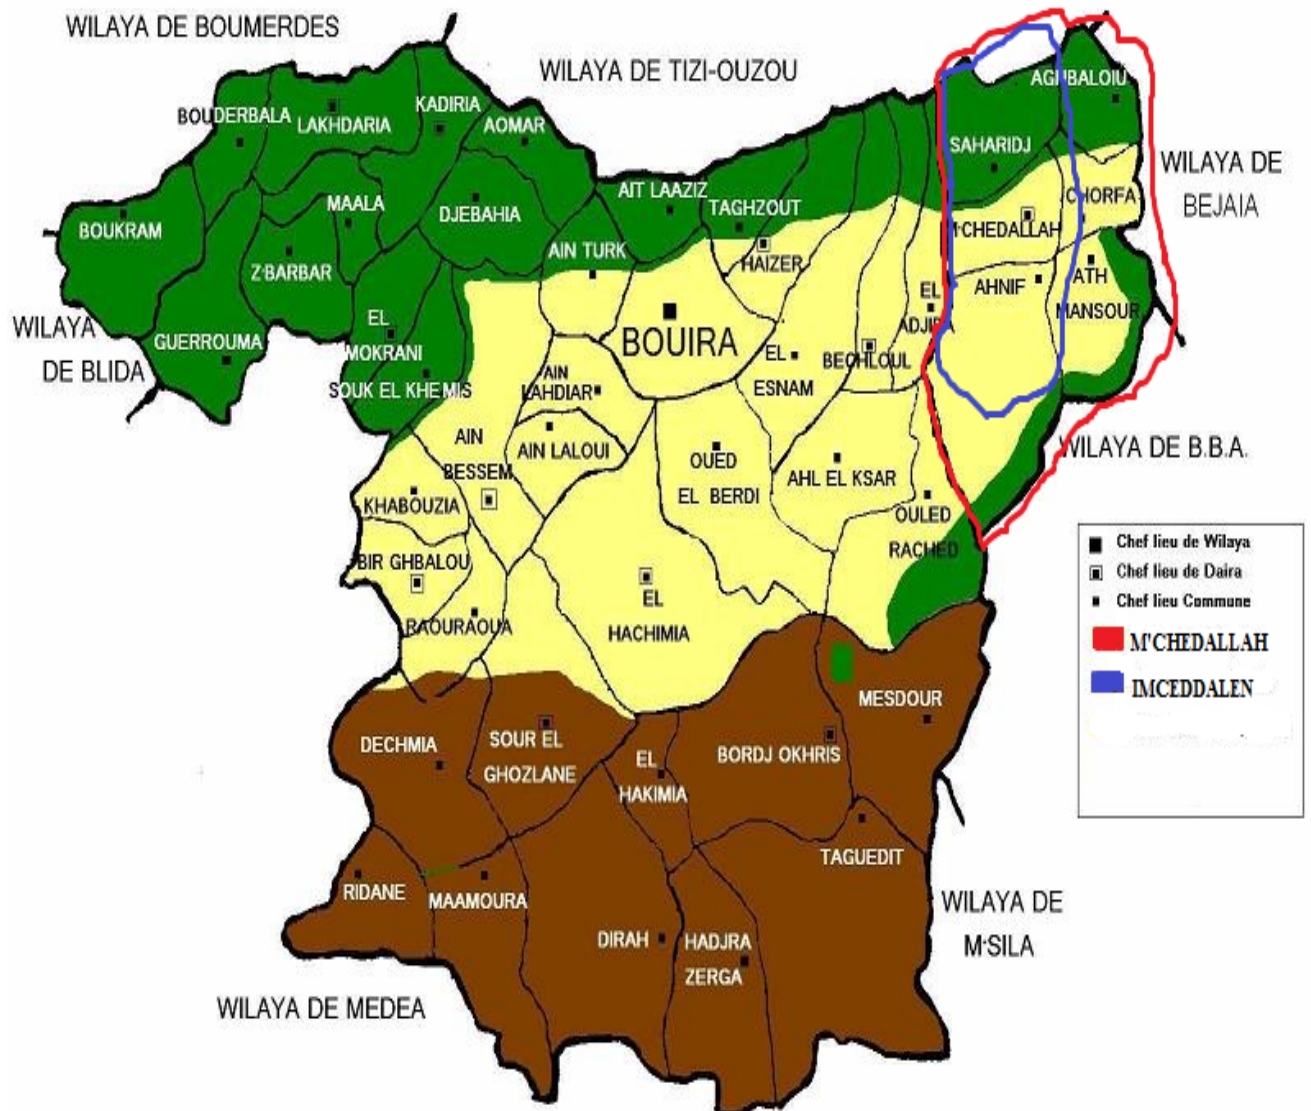 WILAYA DE BOUMERDES
WILAYA DE TIZI-OUZOU
WILAYA DE
BEJAIA
WILAYA
DE BLIDA
WILAYA DE B.B.A.
WILAYA DE
M'SILA
WILAYA DE MEDEA
BOUDERBALA
LAKHDARIA
KADIRIA
AOMAR
BOUKRAM
MAALA
Z'BARBAR
DJEBAHIA
GUERROUMA
EL
MOKRANI
SOUK EL KHEMIS
AIT LAAZIZ
TAGHZOUT
AIN TURK
HAIZER
BOUIRA
SAHARIDJ
M'CHEDALLAH
CHORFA
AHNIF
ATH
MANSOUR
EL
BECHLOUL
EL
ESNAM
AIN
LAHDJAR
AIN LALOUI
AIN
BESSEM
OUED
EL BERDI
AHL EL KSAR
OULED
RACHED
KHABOUZIA
BIR GHBALOU
RAOURAOUA
EL
HACHIMIA
MESDOUR
DECHMIA
SOUR EL
GHOZLANE
EL
HAKIMIA
BORDJ OKHRIS
TAGUEDIT
RIDANE
MAAMOURA
DIRAH
HADJRA
ZERGA
Chef lieu de Wilaya
Chef lieu de Daira
Chef lieu Commune
M'CHEDALLAH
IMCEDDALEN